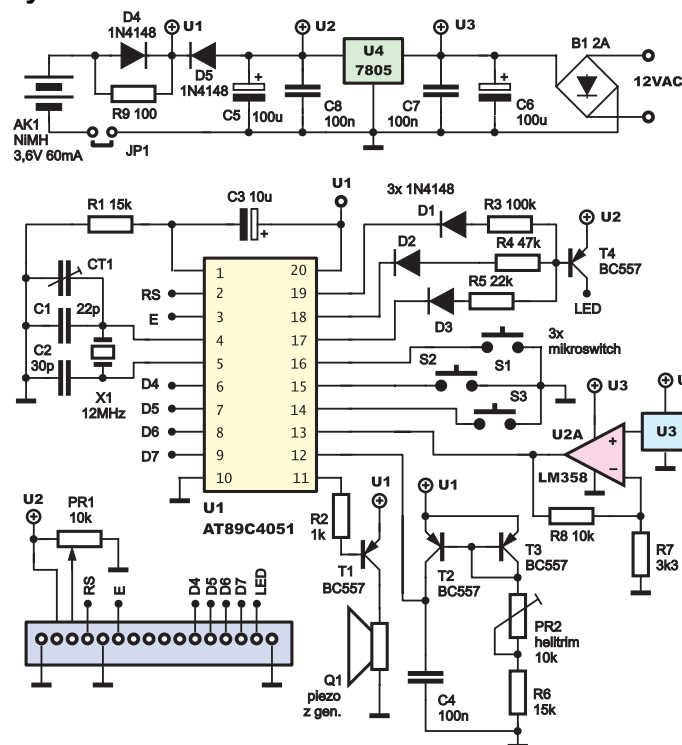 D4
1N4148
U1
U2
U3
U4
7805
B1 2A
12VAC
D5
1N4148
R9 100
C5
100u
C8
100n
C7
100n
C6
100u
AK1
NiMH
3,6V 60mA
JP1
R1 15k
C3 10u
U1
3x 1N4148
D1
R3 100k
U2
D2
R4 47k
T4
BC557
CT1
R5 22k
LED
D3
RS
E
C1
22p
C2
30p
X1
12MHz
D4
D5
D6
D7
1
2
3
4
5
6
7
8
9
10
20
19
18
17
16
15
14
13
12
11
U1
AT89C4051
S2
S1
S3
3x
mikroswitch
U3
U2A
LM358
+
−
U3
R8 10k
R7
3k3
U2
PR1
10k
RS
E
D4
D5
D6
D7
LED
R2
1k
U1
T1
BC557
Q1
piezo
z gen.
U1
T2
BC557
T3
BC557
PR2
helitrim
10k
C4
100n
R6
15k